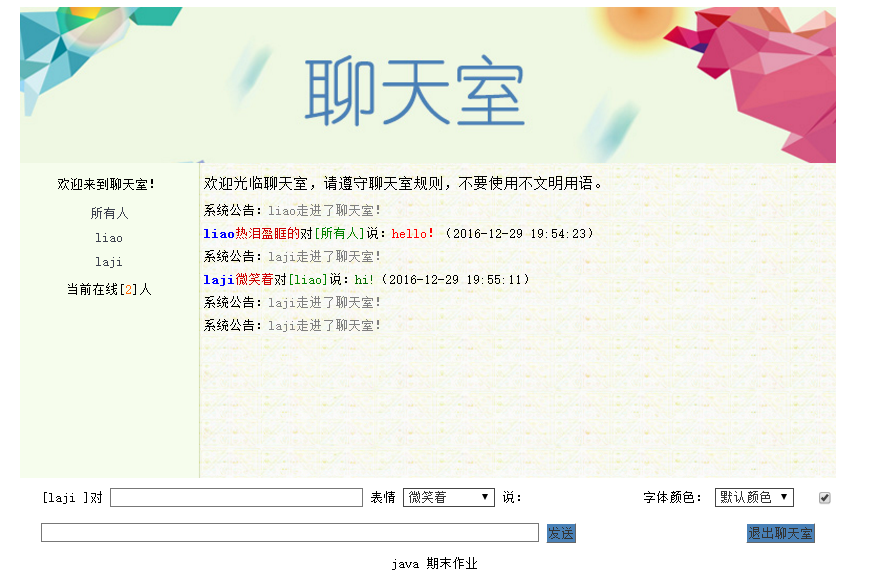 聊天室
欢迎来到聊天室！
所有人
liao
laji
当前在线[2]人
欢迎光临聊天室，请遵守聊天室规则，不要使用不文明用语。
系统公告：liao走进了聊天室！
liao热泪盈眶的对[所有人]说：hello！（2016-12-29 19:54:23）
系统公告：laji走进了聊天室！
laji微笑着对[liao]说：hi!（2016-12-29 19:55:11）
系统公告：laji走进了聊天室！
系统公告：laji走进了聊天室！
[laji ]对 表情 微笑着 说： 字体颜色： 默认颜色
发送 退出聊天室
java 期末作业